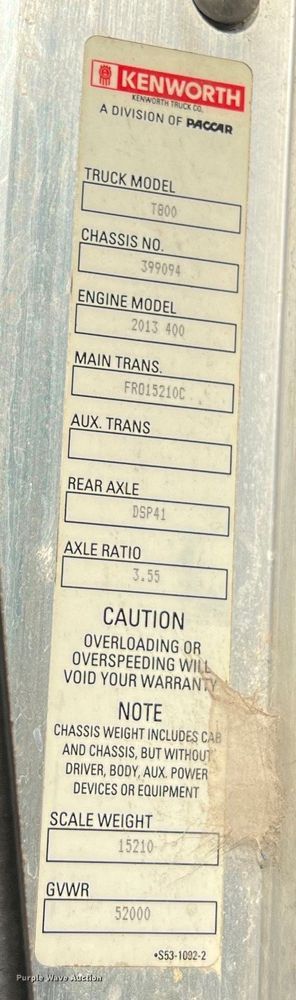 KENWORTH
KENWORTH TRUCK CO.
A DIVISION OF PACCAR
TRUCK MODEL
T800
CHASSIS NO.
399094
ENGINE MODEL
2013 400
MAIN TRANS.
FRO15210C
AUX. TRANS
REAR AXLE
DSP41
AXLE RATIO
3.55
CAUTION
OVERLOADING OR
OVERSPEEDING WILL
VOID YOUR WARRANTY
NOTE
CHASSIS WEIGHT INCLUDES CAB
AND CHASSIS, BUT WITHOUT
DRIVER, BODY, AUX. POWER
DEVICES OR EQUIPMENT
SCALE WEIGHT
15210
GVWR
52000
•S53-1092-2
Purple Wave Auction